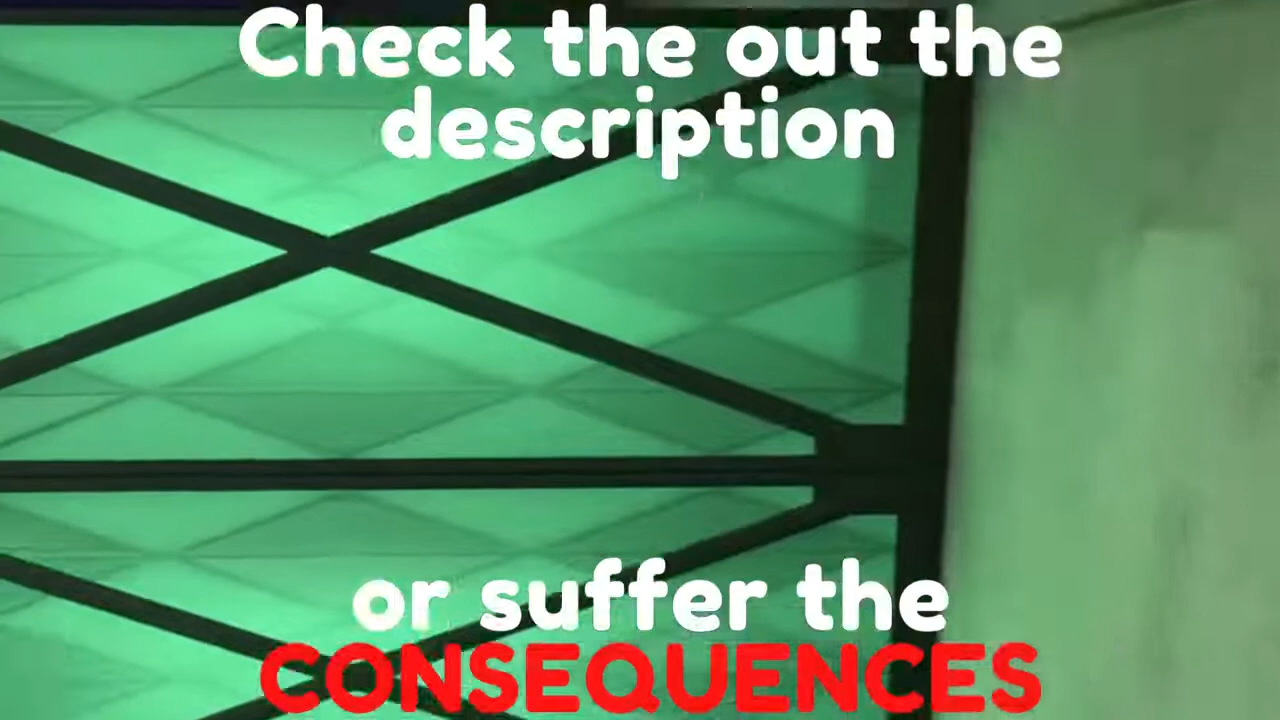 Check the out the
description
or suffer the
CONSEQUENCES